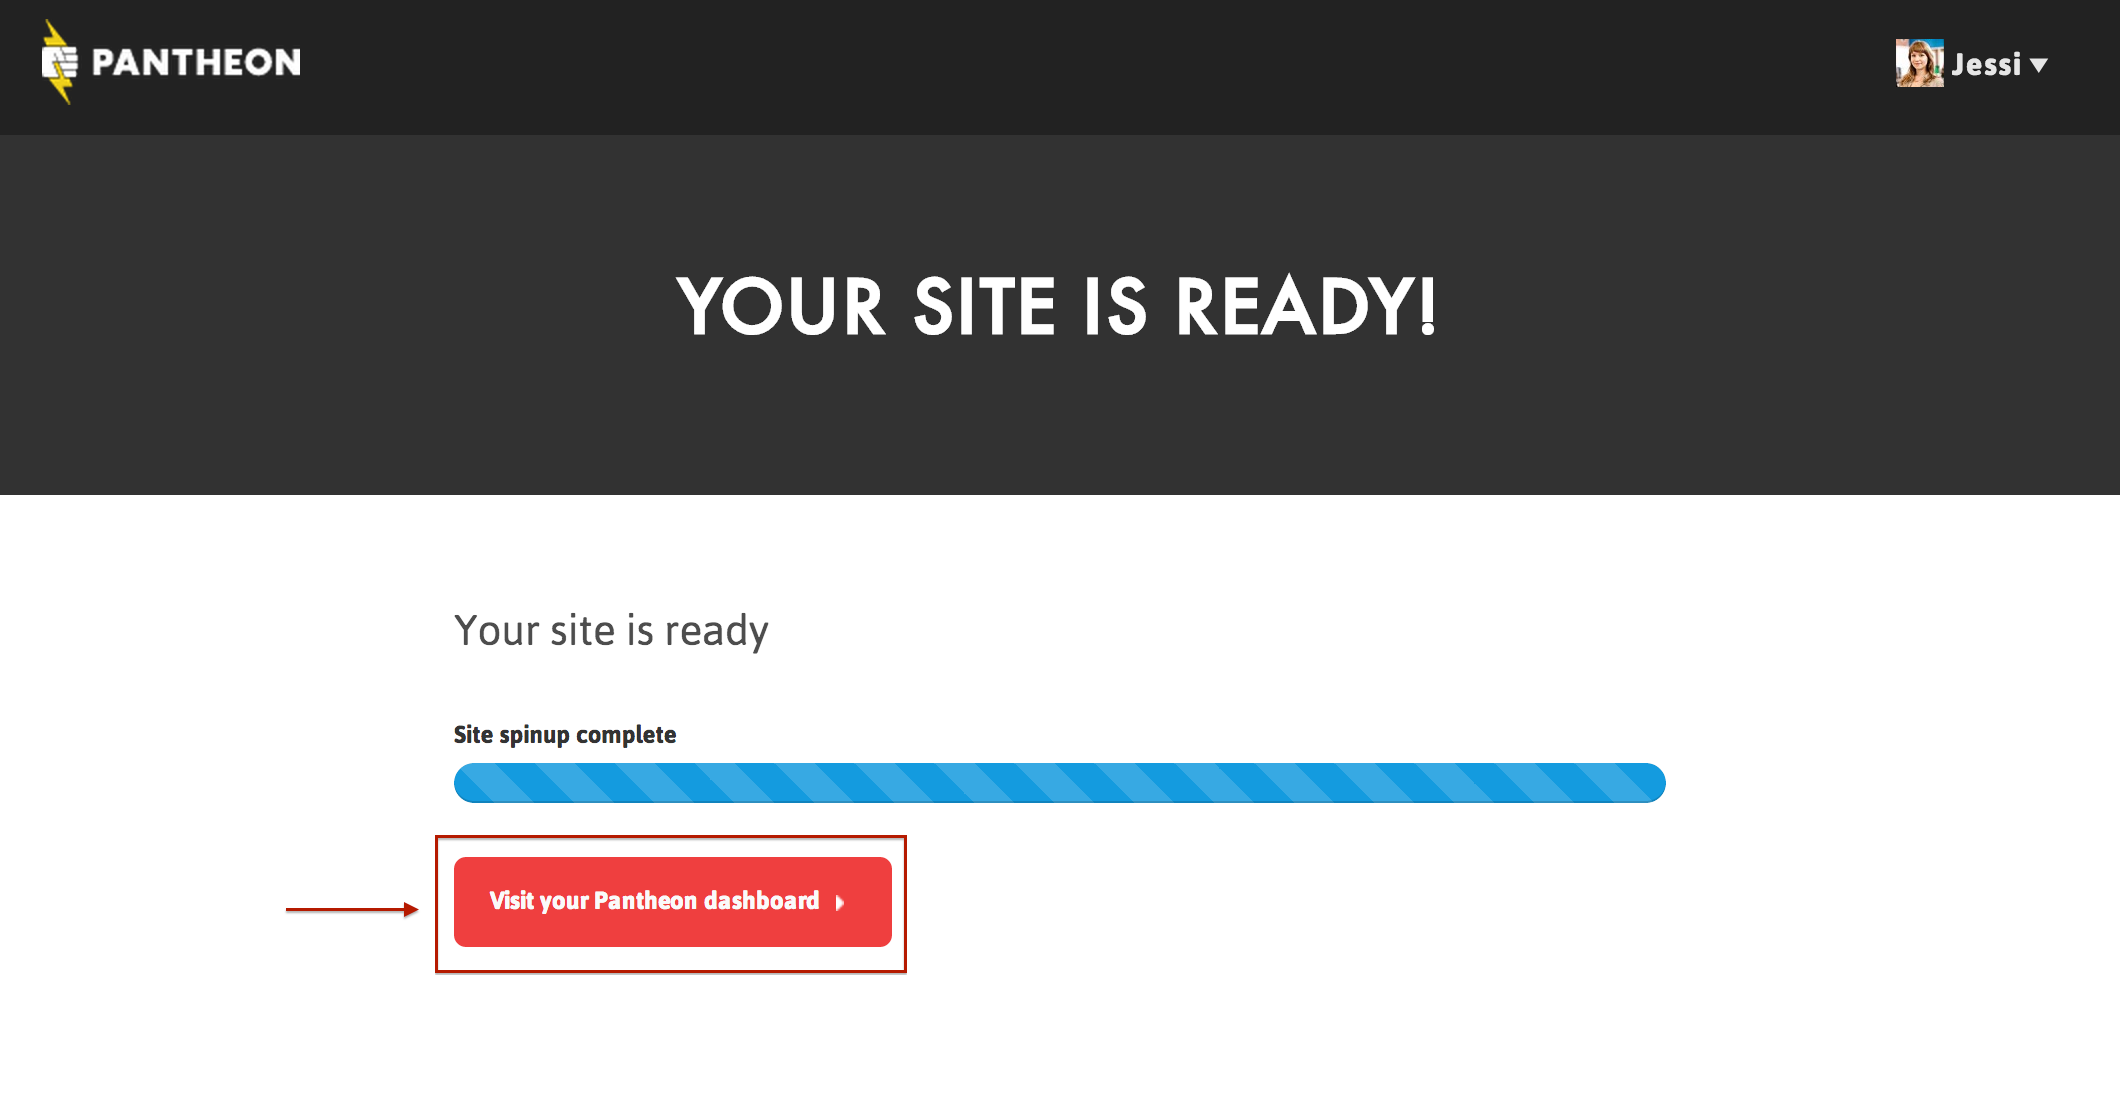 PANTHEON
Jessi
YOUR SITE IS READY!
Your site is ready
Site spinup complete
Visit your Pantheon dashboard